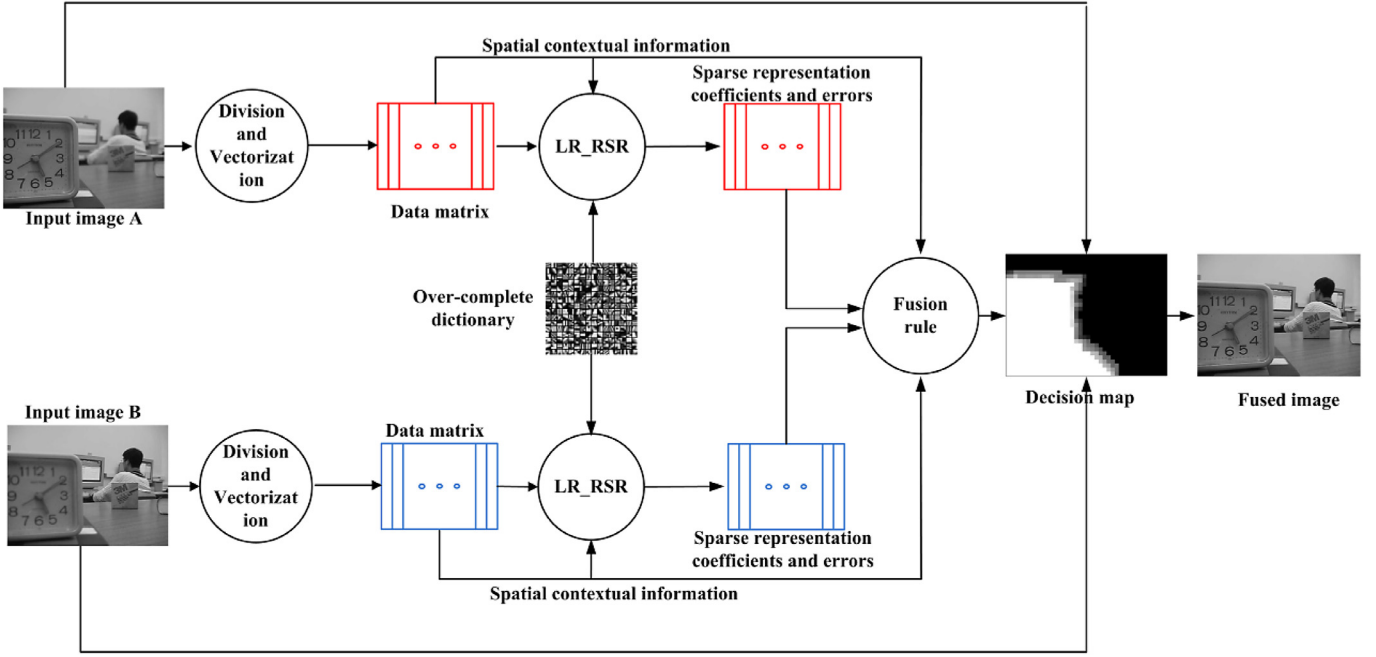 Spatial contextual information
Sparse representation
coefficients and errors
Division
and
Vectorizat
ion
LR_RSR
Input image A
Data matrix
Over-complete
dictionary
Fusion
rule
Decision map
Fused image
Input image B
Data matrix
Division
and
Vectorizat
ion
LR_RSR
Sparse representation
coefficients and errors
Spatial contextual information